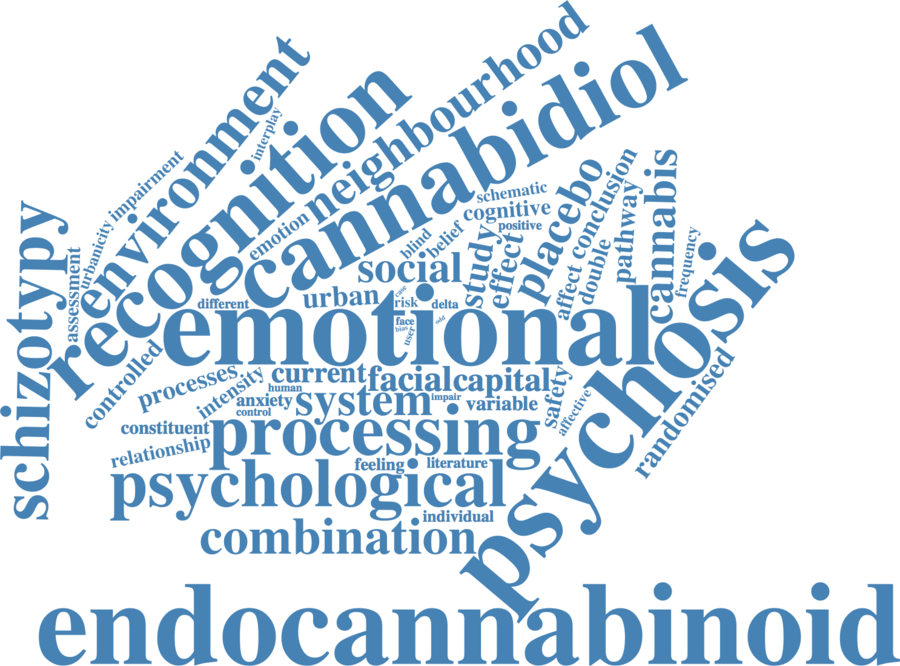 neighbourhood
environment
cannabidiol
recognition
interplay
impairment
schematic
placebo
conclusion
cannabis
cognitive
pathway
emotion
belief
positive
blind
study
effect
affect
double
schizotypy
assessment
urbanicity
social
frequency
psychosis
different
urban
case
risk
delta
face
bias
user
odd
emotional
controlled
processes
intensity
current
facial
capital
safety
randomised
human
anxiety
system
impair
variable
affective
control
constituent
processing
relationship
feeling
literature
psychological
individual
combination
endocannabinoid